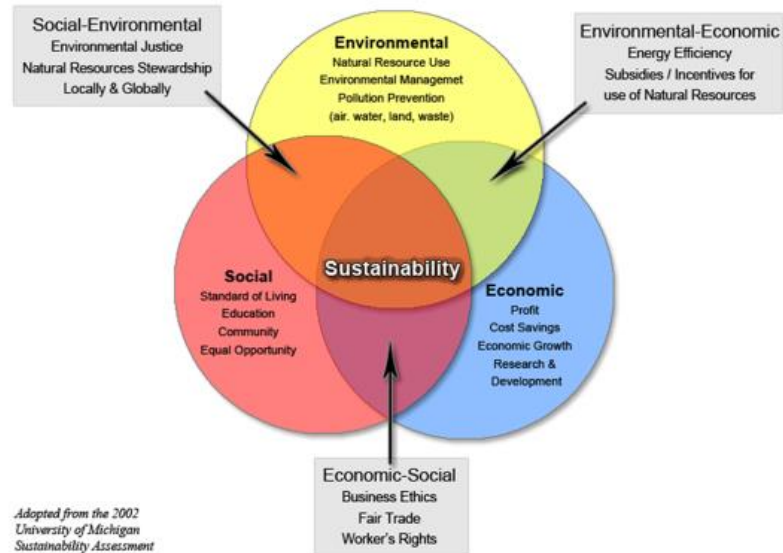 Social-Environmental
Environmental Justice
Natural Resources Stewardship
Locally & Globally
Environmental
Natural Resource Use
Environmental Managemet
Pollution Prevention
(air. water, land, waste)
Environmental-Economic
Energy Efficiency
Subsidies / Incentives for
use of Natural Resources
Sustainability
Social
Standard of Living
Education
Community
Equal Opportunity
Economic
Profit
Cost Savings
Economic Growth
Research &
Development
Economic-Social
Business Ethics
Fair Trade
Worker's Rights
Adopted from the 2002
University of Michigan
Sustainability Assessment